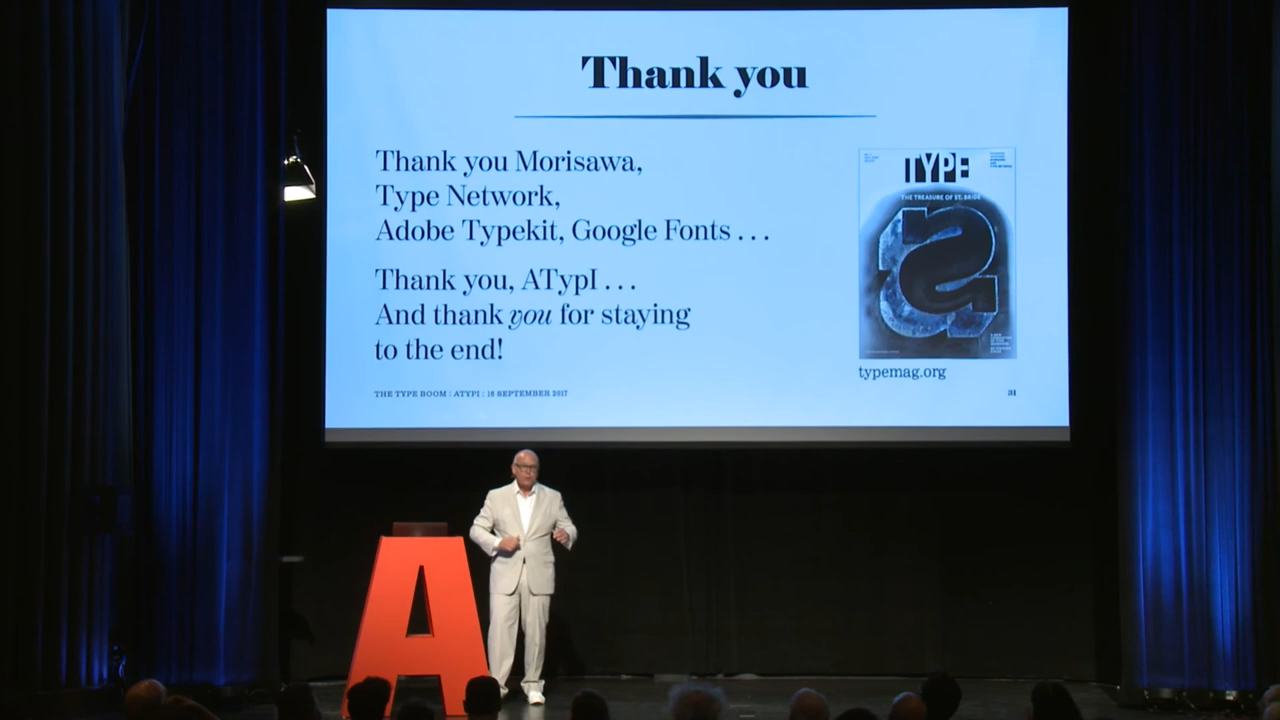 Thank you
Thank you Morisawa,
Type Network,
Adobe Typekit, Google Fonts . . .
Thank you, ATypI . . .
And thank you for staying
to the end!
TYPE
THE TREASURE OF ST. BRIDE
typemag.org
THE TYPE BOOM : ATYPI : 16 SEPTEMBER 2017
31
A